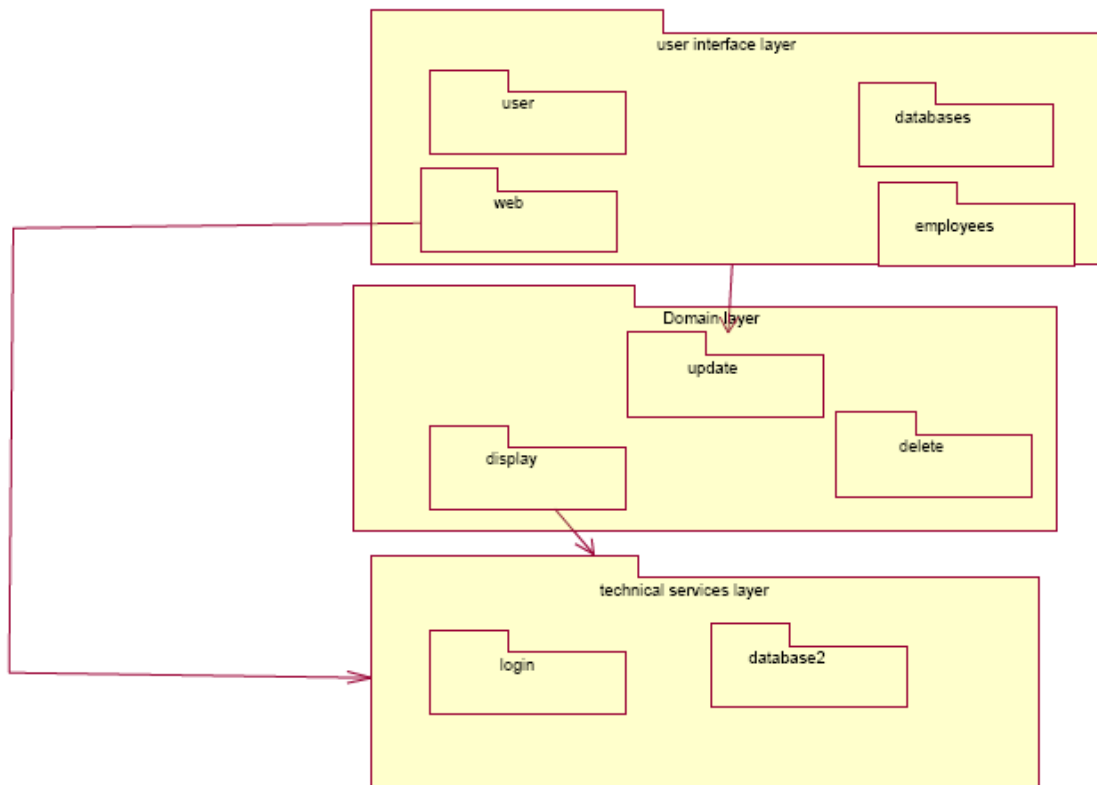 user interface layer
user
databases
web
employees
Domain layer
update
display
delete
technical services layer
login
database2